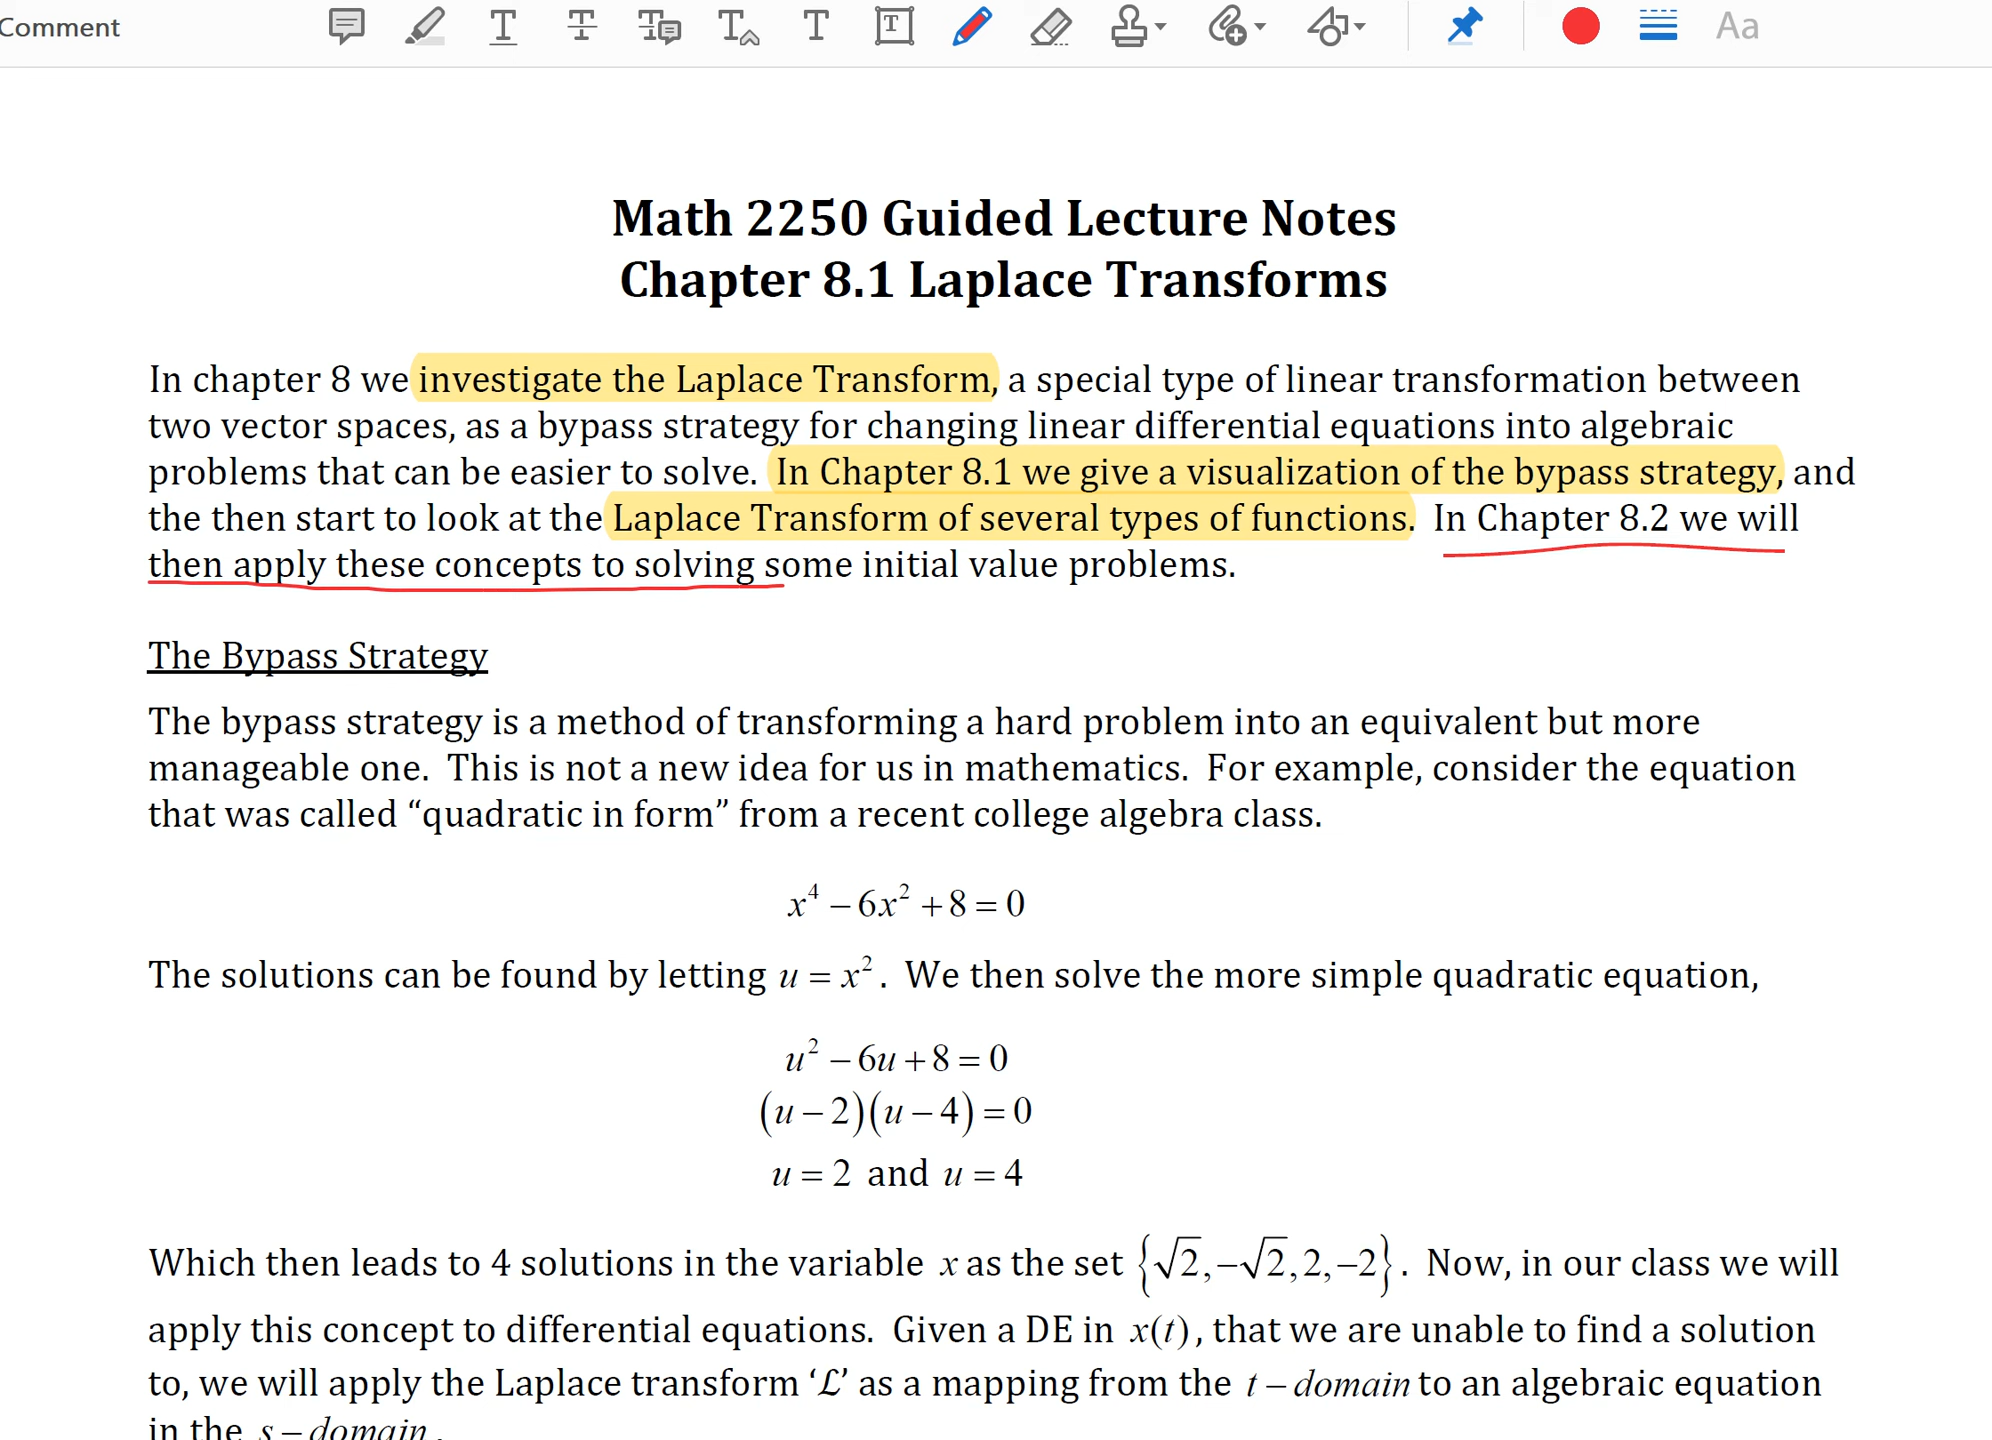 Comment
Aa
Math 2250 Guided Lecture Notes
Chapter 8.1 Laplace Transforms
In chapter 8 we investigate the Laplace Transform, a special type of linear transformation between
two vector spaces, as a bypass strategy for changing linear differential equations into algebraic
problems that can be easier to solve.  In Chapter 8.1 we give a visualization of the bypass strategy, and
the then start to look at the Laplace Transform of several types of functions.  In Chapter 8.2 we will
then apply these concepts to solving some initial value problems.
The Bypass Strategy
The bypass strategy is a method of transforming a hard problem into an equivalent but more
manageable one.  This is not a new idea for us in mathematics.  For example, consider the equation
that was called “quadratic in form” from a recent college algebra class.
x⁴ − 6x² + 8 = 0
The solutions can be found by letting u = x².  We then solve the more simple quadratic equation,
u² − 6u + 8 = 0
(u − 2)(u − 4) = 0
u = 2 and u = 4
Which then leads to 4 solutions in the variable x as the set {√2, −√2, 2, −2}.  Now, in our class we will
apply this concept to differential equations.  Given a DE in x(t), that we are unable to find a solution
to, we will apply the Laplace transform ‘ℒ’ as a mapping from the t − domain to an algebraic equation
in the s − domain.